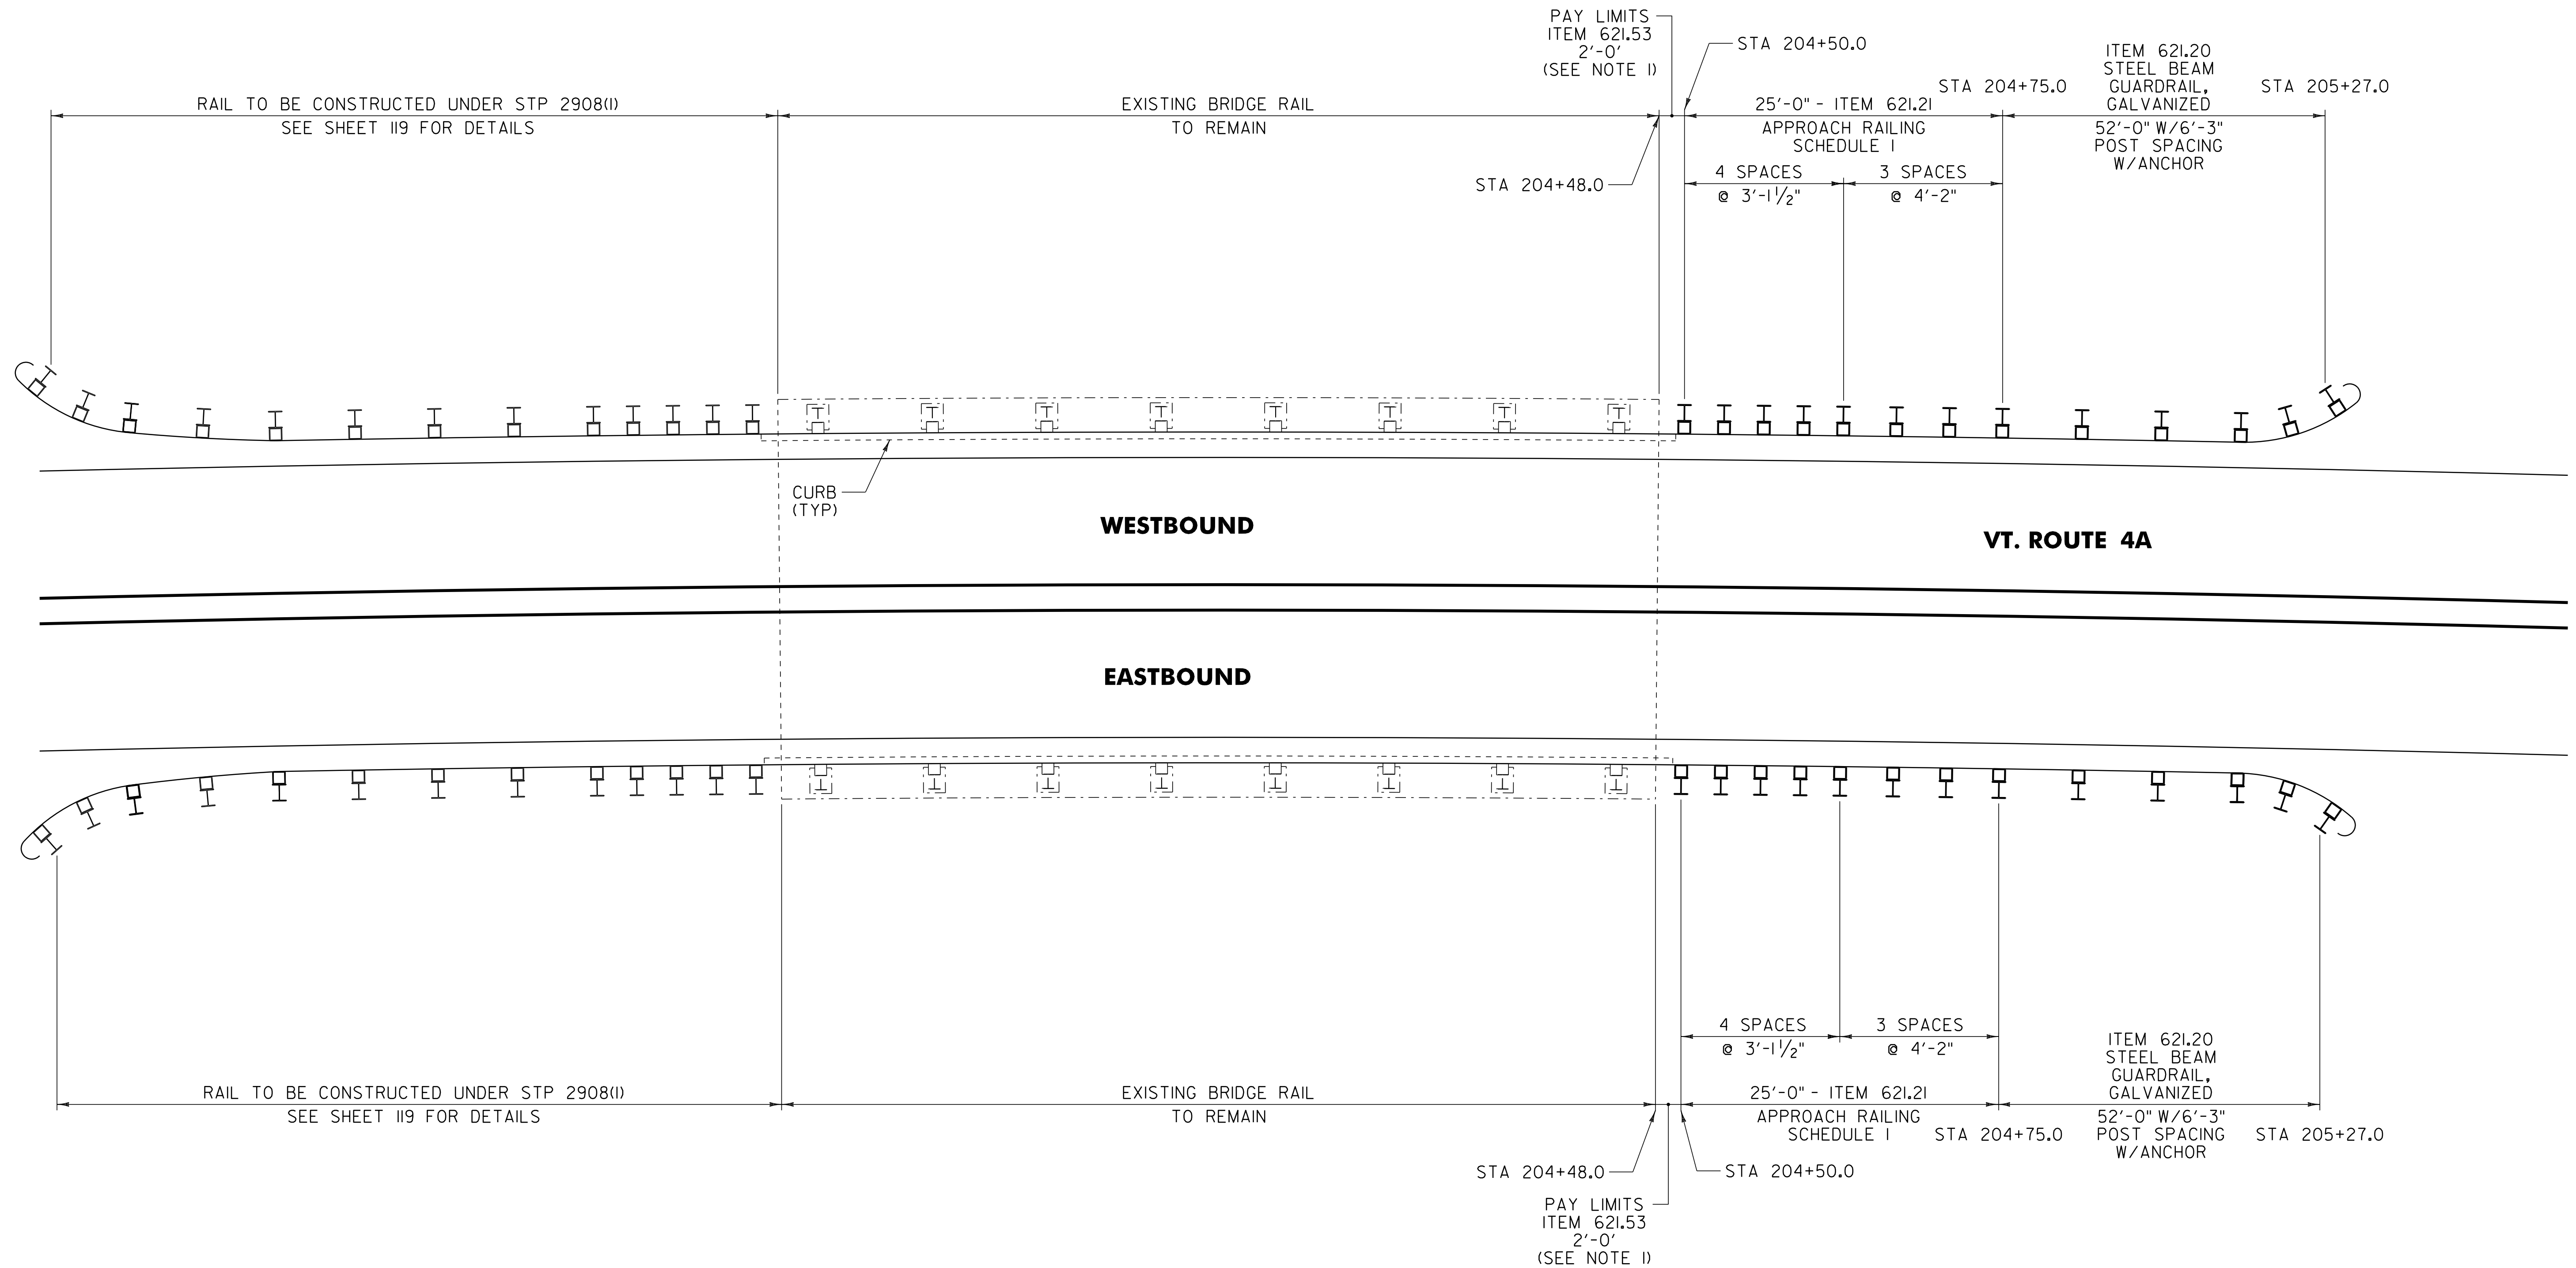 PAY LIMITS
ITEM 621.53
2'-0'
(SEE NOTE 1)
STA 204+50.0
ITEM 621.20
STEEL BEAM
GUARDRAIL,
GALVANIZED
STA 204+75.0
STA 205+27.0
RAIL TO BE CONSTRUCTED UNDER STP 2908(1)
SEE SHEET 119 FOR DETAILS
EXISTING BRIDGE RAIL
TO REMAIN
25'-0" - ITEM 621.21
APPROACH RAILING
SCHEDULE 1
52'-0" W/6'-3"
POST SPACING
W/ANCHOR
STA 204+48.0
4 SPACES
@ 3'-1 1/2"
3 SPACES
@ 4'-2"
CURB
(TYP)
WESTBOUND
VT. ROUTE 4A
EASTBOUND
4 SPACES
@ 3'-1 1/2"
3 SPACES
@ 4'-2"
ITEM 621.20
STEEL BEAM
GUARDRAIL,
GALVANIZED
RAIL TO BE CONSTRUCTED UNDER STP 2908(1)
SEE SHEET 119 FOR DETAILS
EXISTING BRIDGE RAIL
TO REMAIN
25'-0" - ITEM 621.21
APPROACH RAILING
SCHEDULE 1
STA 204+75.0
52'-0" W/6'-3"
POST SPACING
W/ANCHOR
STA 205+27.0
STA 204+48.0
STA 204+50.0
PAY LIMITS
ITEM 621.53
2'-0'
(SEE NOTE 1)